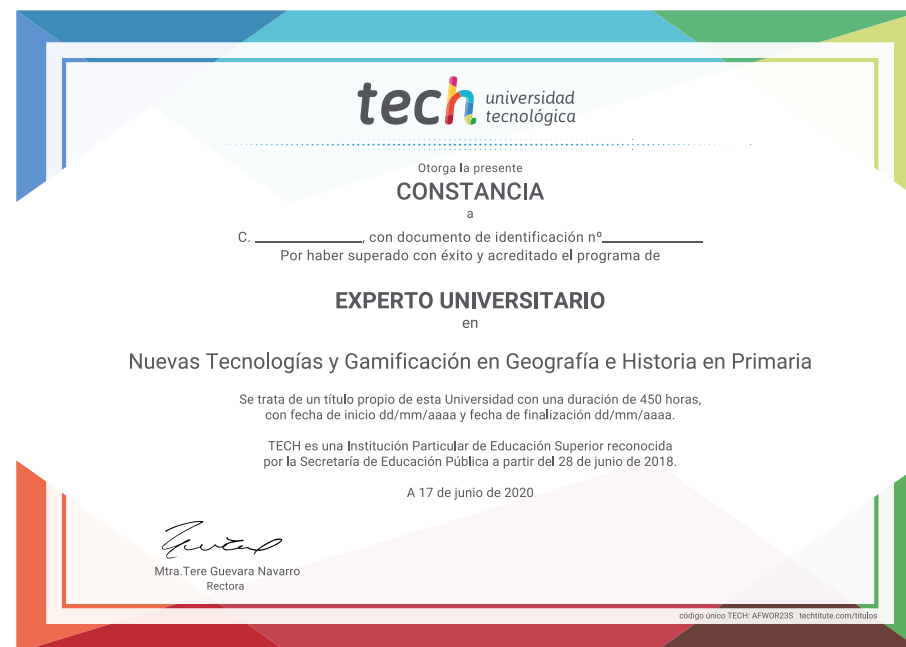 tech universidad
tecnológica
Otorga la presente
CONSTANCIA
a
C. ______________, con documento de identificación nº_____________
Por haber superado con éxito y acreditado el programa de
EXPERTO UNIVERSITARIO
en
Nuevas Tecnologías y Gamificación en Geografía e Historia en Primaria
Se trata de un título propio de esta Universidad con una duración de 450 horas,
con fecha de inicio dd/mm/aaaa y fecha de finalización dd/mm/aaaa.
TECH es una Institución Particular de Educación Superior reconocida
por la Secretaría de Educación Pública a partir del 28 de junio de 2018.
A 17 de junio de 2020
Mtra.Tere Guevara Navarro
Rectora
código único TECH: AFWOR23S techtitute.com/titulos